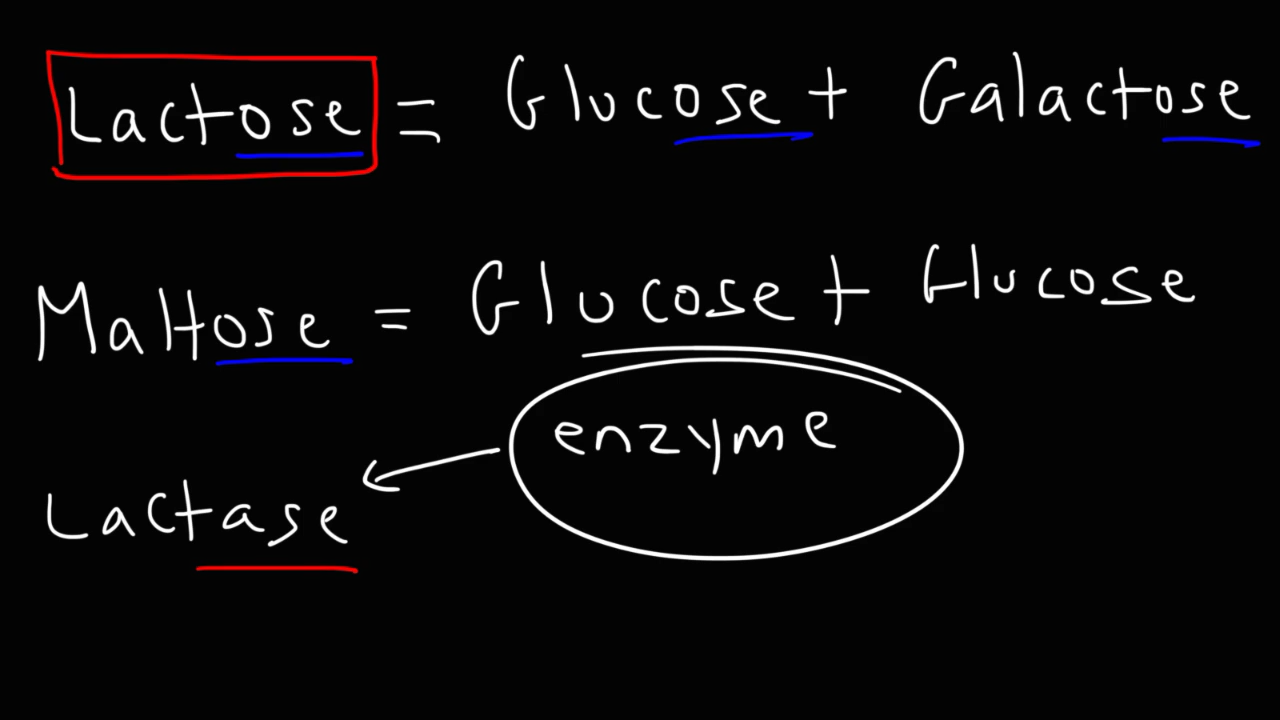 Lactose = Glucose + Galactose
Maltose = Glucose + Glucose
enzyme
Lactase